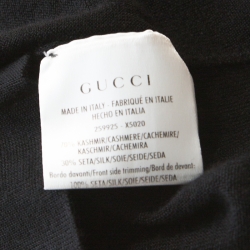 GUCCI
MADE IN ITALY - FABRIQUÉ EN ITALIE
HECHO EN ITALIA
259925 - X5020
KASHMIR/CASHMERE/CACHEMIRE/
KASCHMIR/CACHEMIRA
SETA/SILK/SOIE/SEIDE/SEDA
Bordo davanti/Front side trimming/Bord de devant:
100% SETA/SILK/SOIE/SEIDE/SEDA